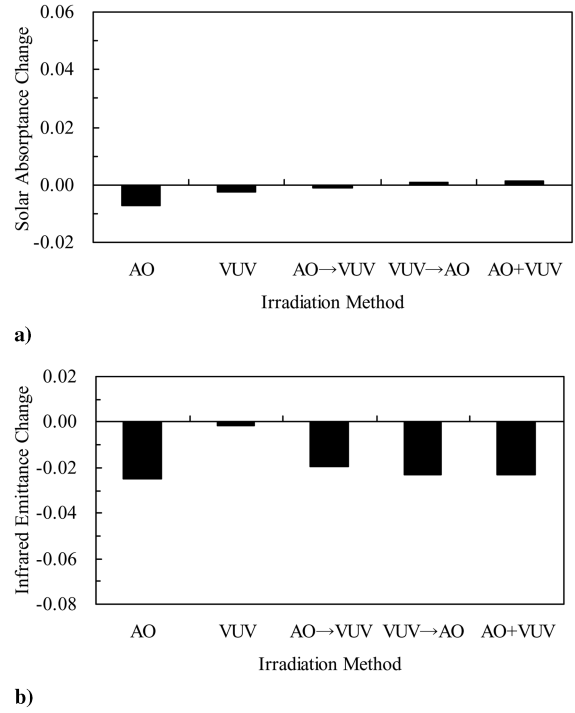 0.06
0.04
0.02
0.00
-0.02
Solar Absorptance Change
AO VUV AO→VUV VUV→AO AO+VUV
Irradiation Method
a)
0.02
0.00
-0.02
-0.04
-0.06
-0.08
Infrared Emittance Change
AO VUV AO→VUV VUV→AO AO+VUV
Irradiation Method
b)